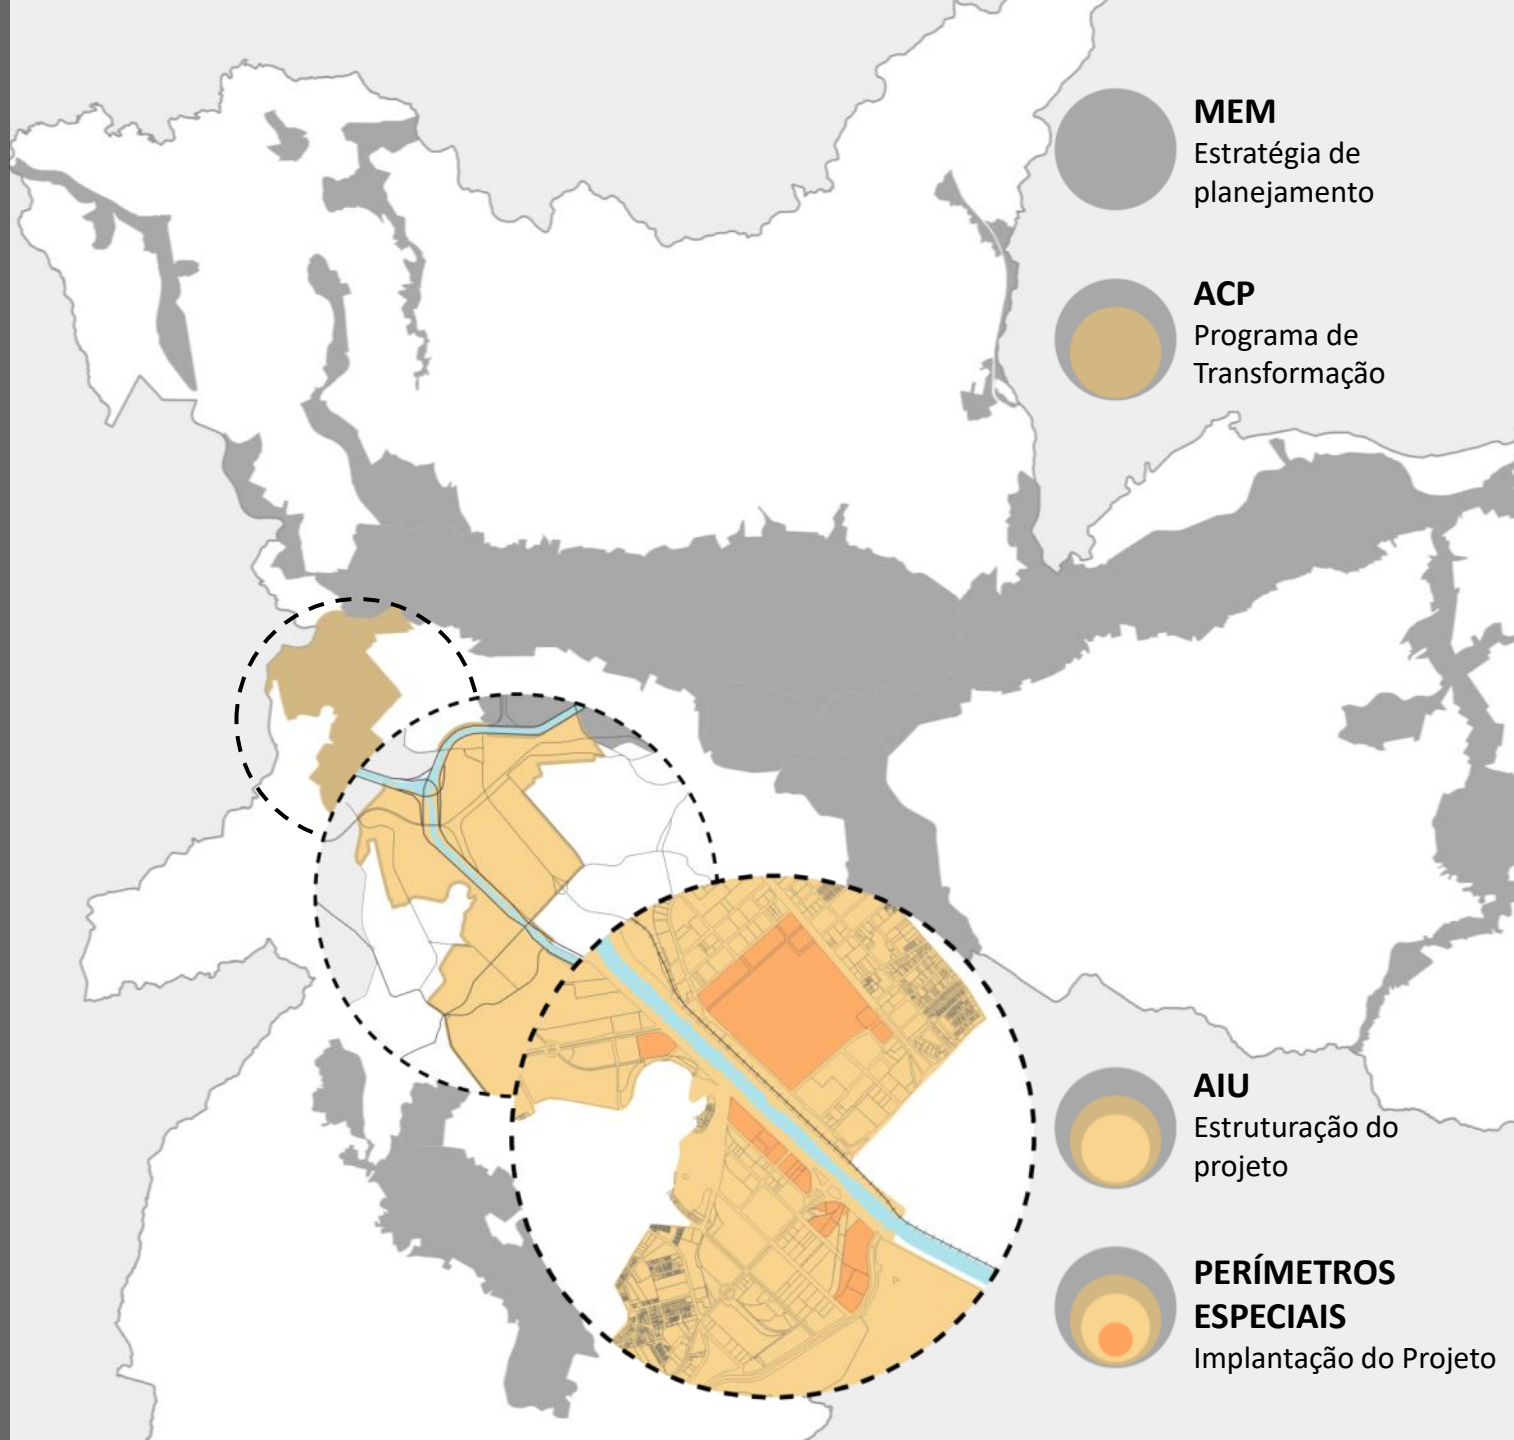 MEM
Estratégia de
planejamento
ACP
Programa de
Transformação
AIU
Estruturação do
projeto
PERÍMETROS
ESPECIAIS
Implantação do Projeto